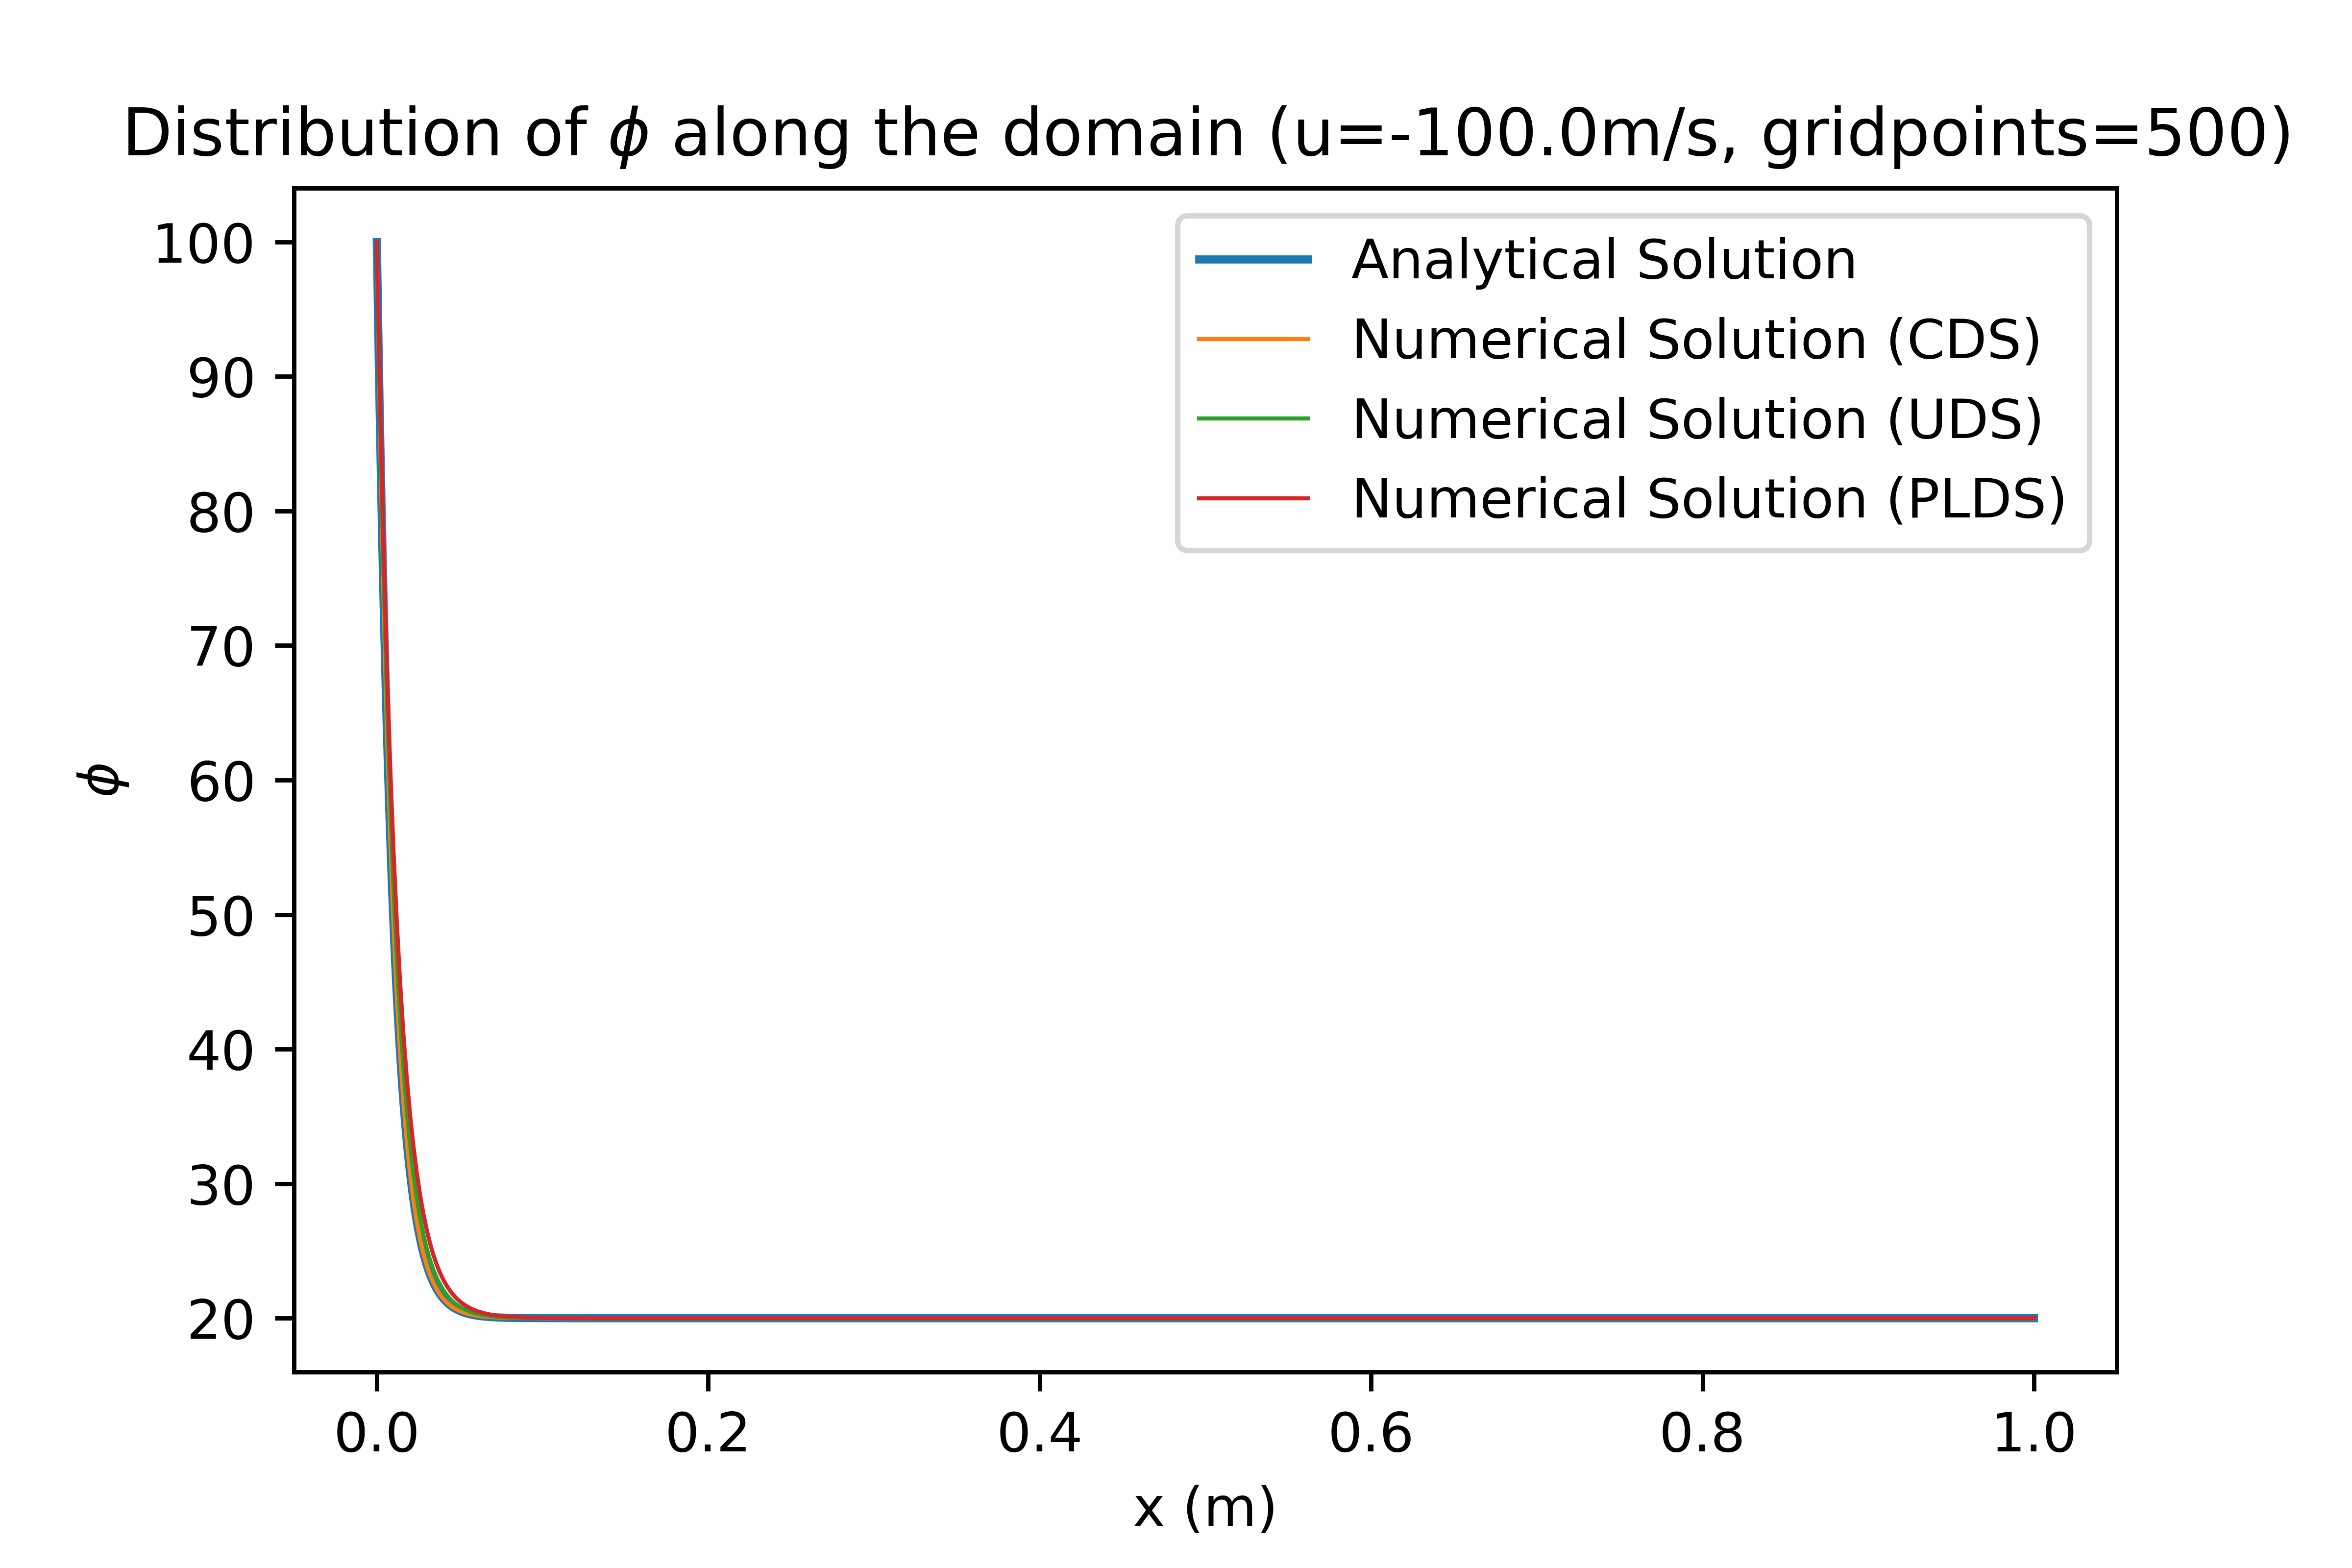 Distribution of ϕ along the domain (u=-100.0m/s, gridpoints=500)
Analytical Solution
Numerical Solution (CDS)
Numerical Solution (UDS)
Numerical Solution (PLDS)
100
90
80
70
60
50
40
30
20
ϕ
0.0 0.2 0.4 0.6 0.8 1.0
x (m)